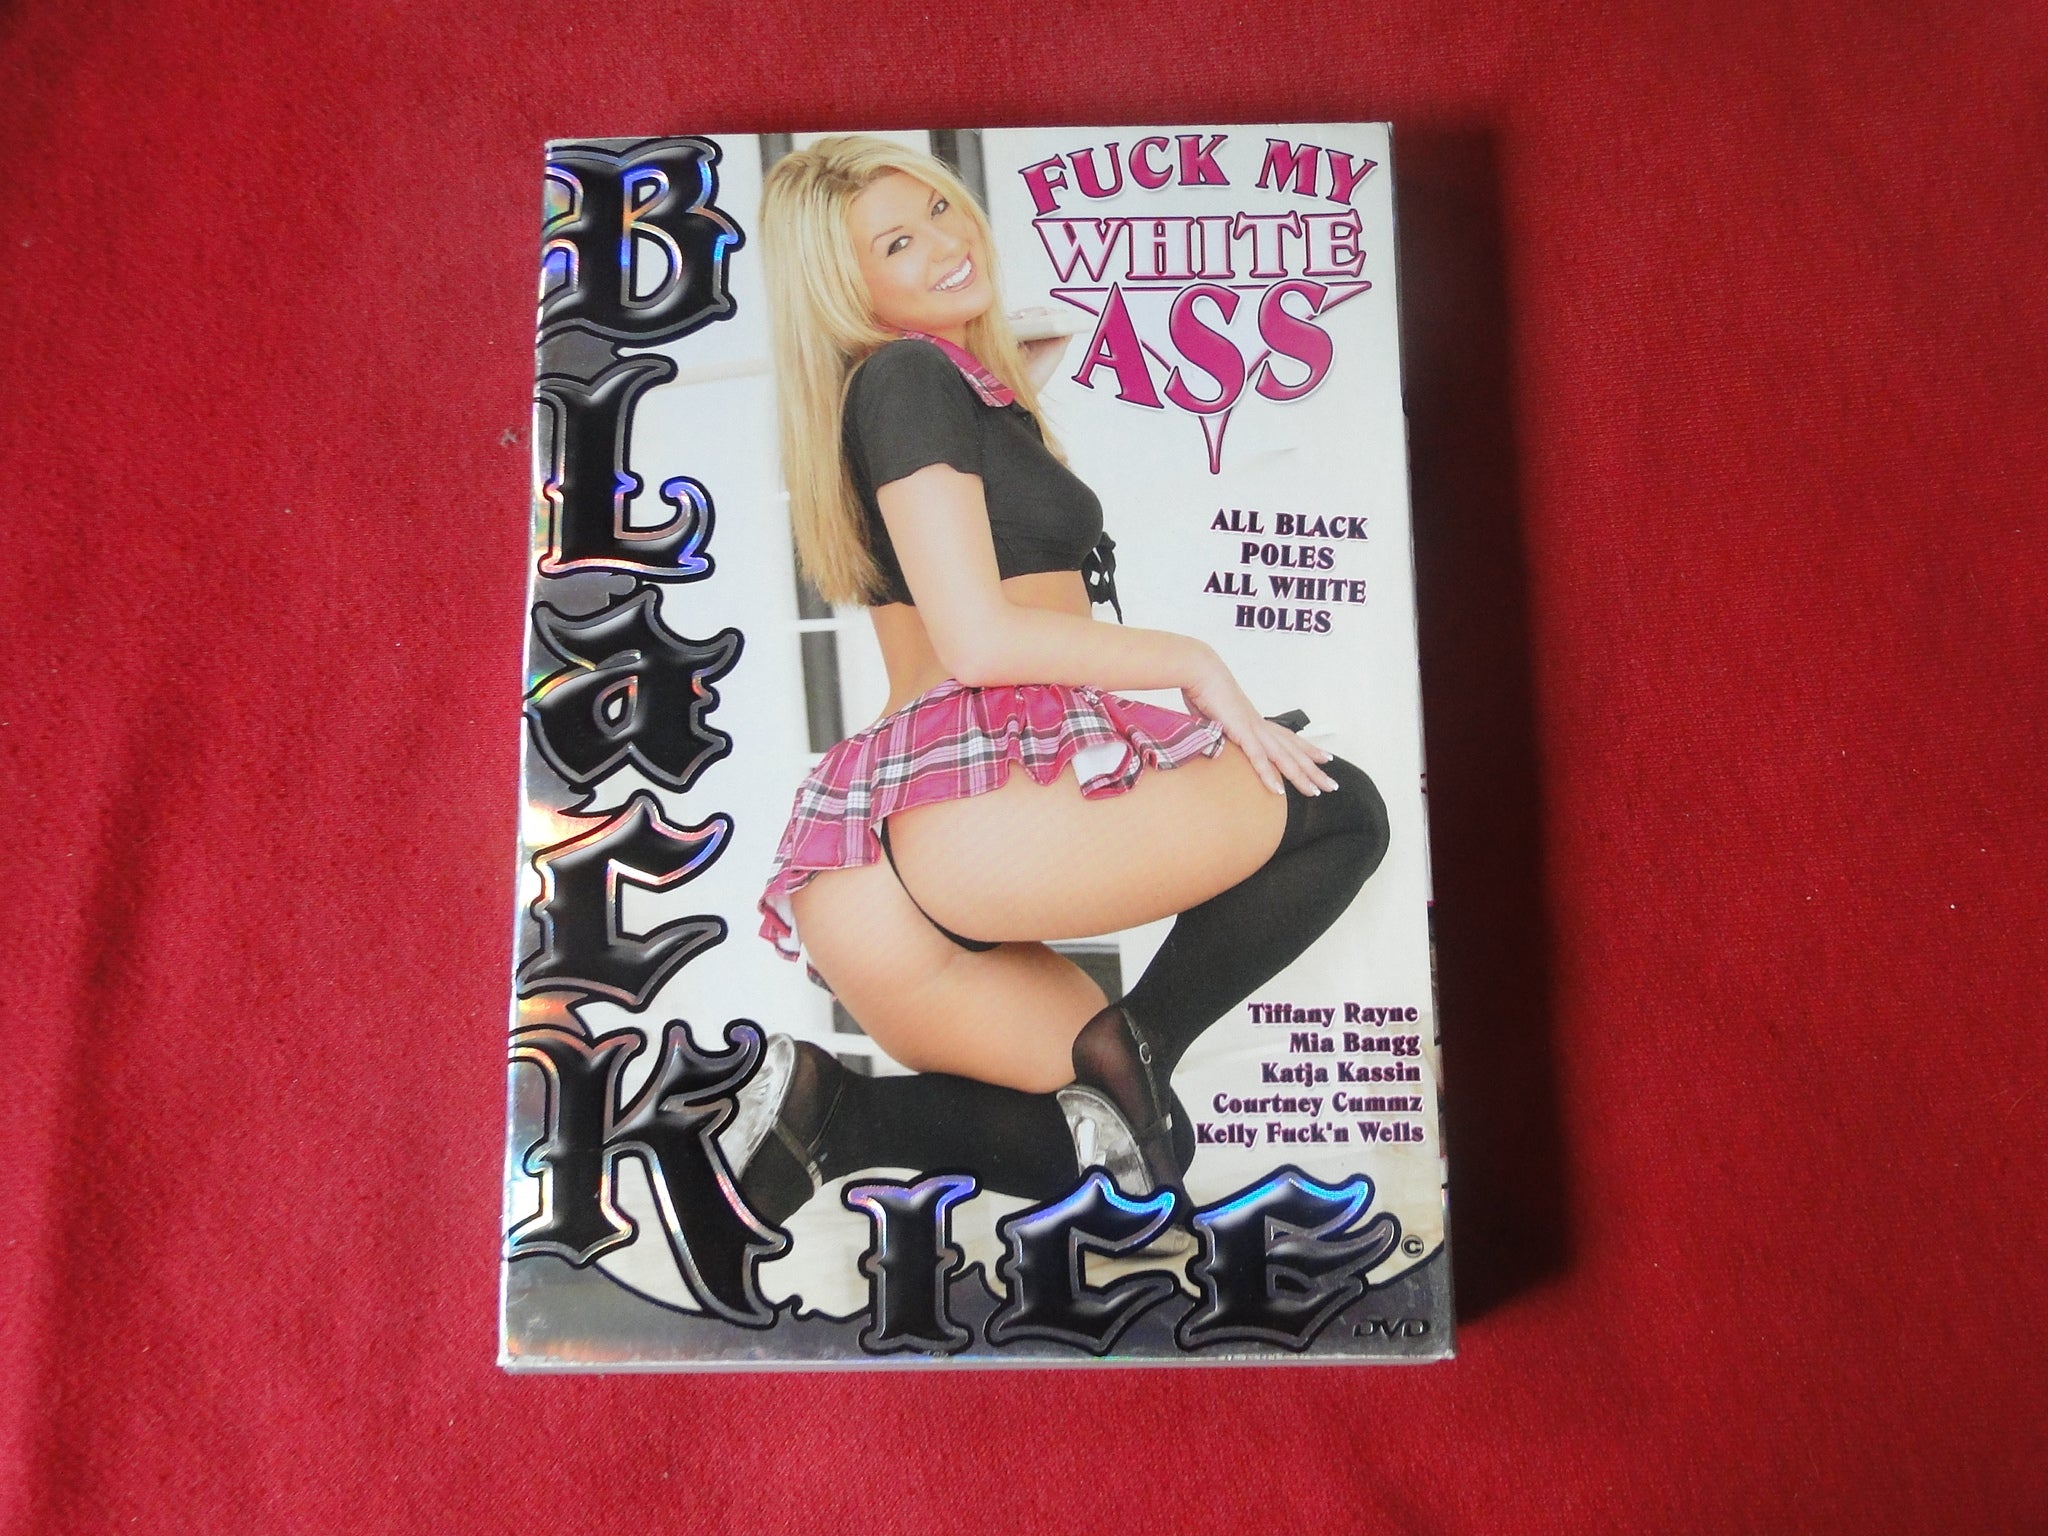 BLaCK
ICE
FUCK MY
WHITE
ASS
ALL BLACK
POLES
ALL WHITE
HOLES
Tiffany Rayne
Mia Bangg
Katja Kassin
Courtney Cummz
Kelly Fuck'n Wells
©
DVD